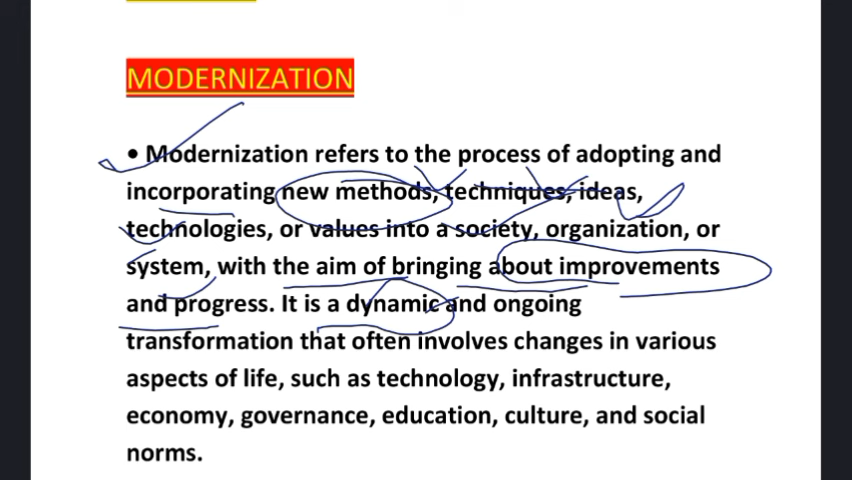 MODERNIZATION
• Modernization refers to the process of adopting and
incorporating new methods, techniques, ideas,
technologies, or values into a society, organization, or
system, with the aim of bringing about improvements
and progress. It is a dynamic and ongoing
transformation that often involves changes in various
aspects of life, such as technology, infrastructure,
economy, governance, education, culture, and social
norms.